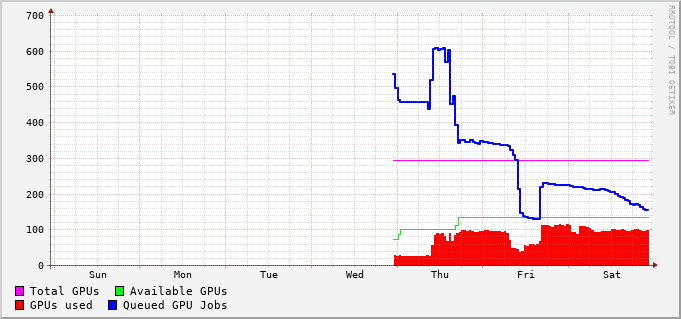 700
600
500
400
300
200
100
0
Sun Mon Tue Wed Thu Fri Sat
Total GPUs Available GPUs
GPUs used Queued GPU Jobs
RRDTOOL / TOBI OETIKER